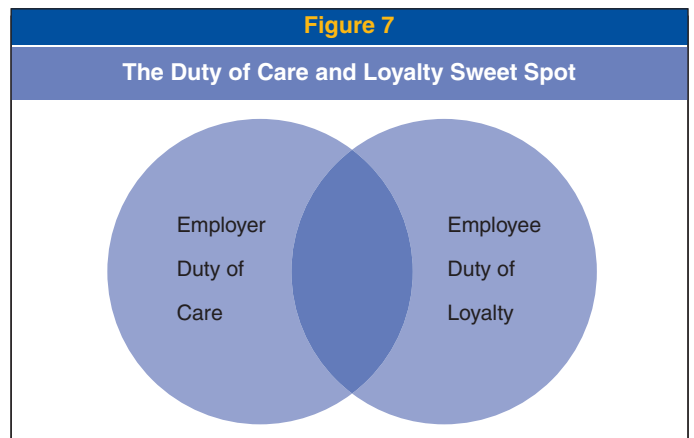 Figure 7
The Duty of Care and Loyalty Sweet Spot
Employer
Duty of
Care
Employee
Duty of
Loyalty